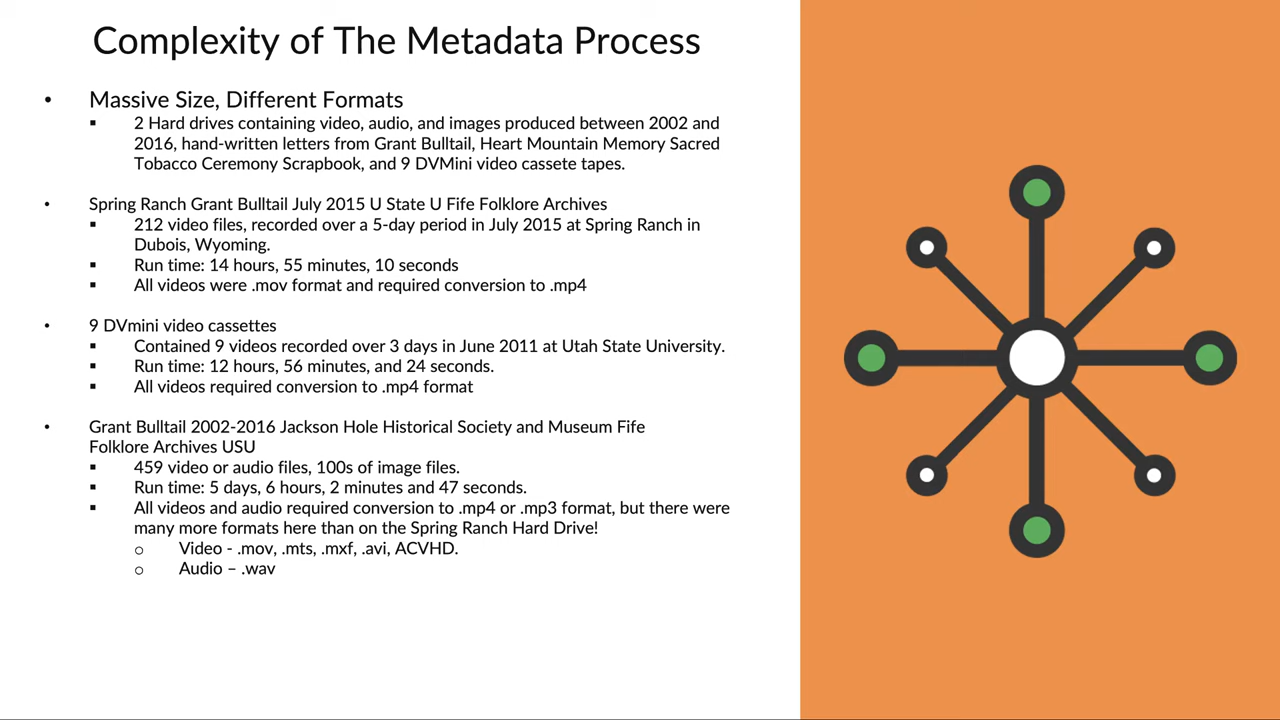 Complexity of The Metadata Process
• Massive Size, Different Formats
▪ 2 Hard drives containing video, audio, and images produced between 2002 and
2016, hand-written letters from Grant Bulltail, Heart Mountain Memory Sacred
Tobacco Ceremony Scrapbook, and 9 DVMini video cassete tapes.
• Spring Ranch Grant Bulltail July 2015 U State U Fife Folklore Archives
▪ 212 video files, recorded over a 5-day period in July 2015 at Spring Ranch in
Dubois, Wyoming.
▪ Run time: 14 hours, 55 minutes, 10 seconds
▪ All videos were .mov format and required conversion to .mp4
• 9 DVmini video cassettes
▪ Contained 9 videos recorded over 3 days in June 2011 at Utah State University.
▪ Run time: 12 hours, 56 minutes, and 24 seconds.
▪ All videos required conversion to .mp4 format
• Grant Bulltail 2002-2016 Jackson Hole Historical Society and Museum Fife
Folklore Archives USU
▪ 459 video or audio files, 100s of image files.
▪ Run time: 5 days, 6 hours, 2 minutes and 47 seconds.
▪ All videos and audio required conversion to .mp4 or .mp3 format, but there were
many more formats here than on the Spring Ranch Hard Drive!
o Video - .mov, .mts, .mxf, .avi, ACVHD.
o Audio – .wav